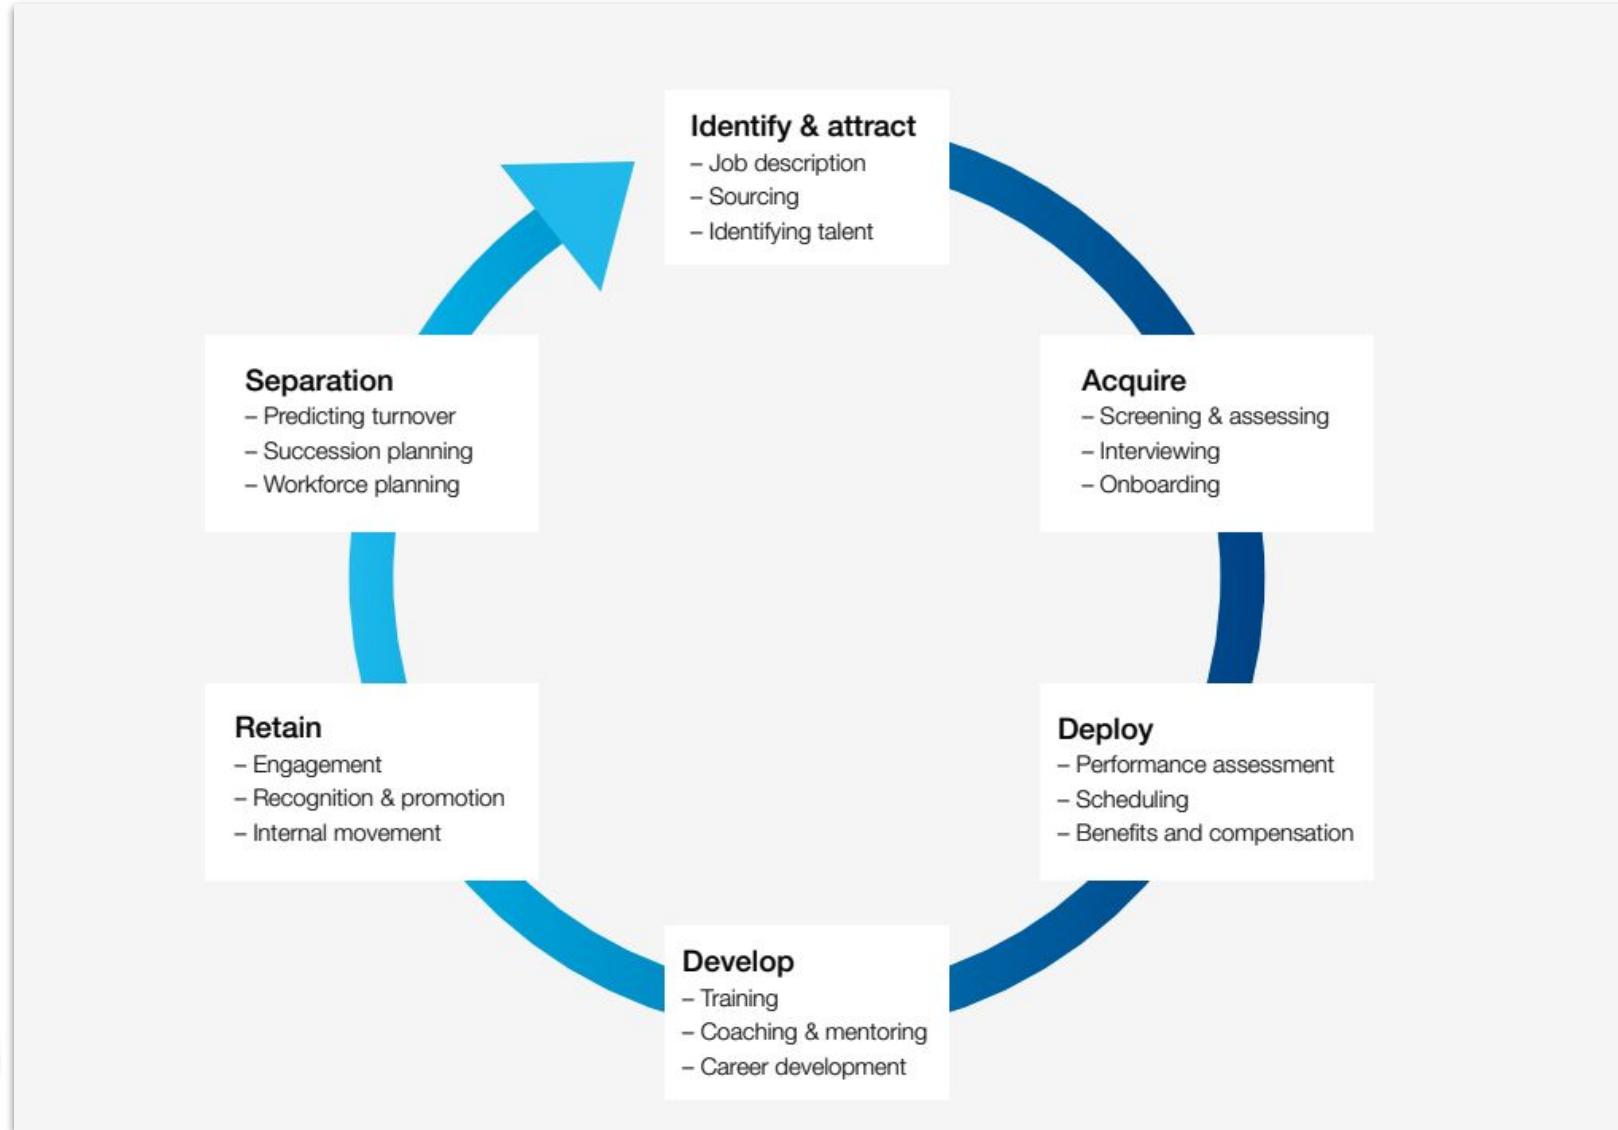 Identify & attract
– Job description
– Sourcing
– Identifying talent
Acquire
– Screening & assessing
– Interviewing
– Onboarding
Deploy
– Performance assessment
– Scheduling
– Benefits and compensation
Develop
– Training
– Coaching & mentoring
– Career development
Retain
– Engagement
– Recognition & promotion
– Internal movement
Separation
– Predicting turnover
– Succession planning
– Workforce planning